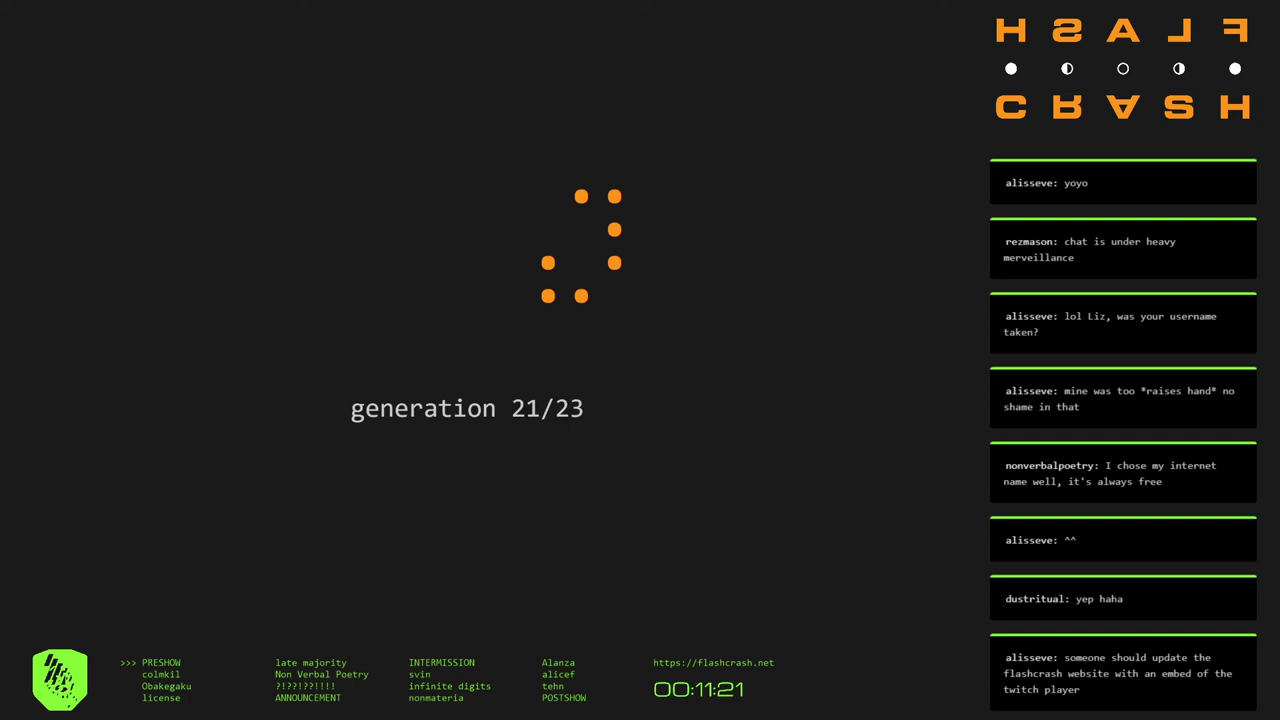 FLASH
CRASH
alisseve: yoyo
rezmason: chat is under heavy
merveillance
alisseve: lol Liz, was your username
taken?
alisseve: mine was too *raises hand* no
shame in that
nonverbalpoetry: I chose my internet
name well, it's always free
alisseve: ^^
dustritual: yep haha
alisseve: someone should update the
flashcrash website with an embed of the
twitch player
generation 21/23
>>> PRESHOW
colmkil
Obakegaku
license
late majority
Non Verbal Poetry
?!??!??!!!!
ANNOUNCEMENT
INTERMISSION
svin
infinite digits
nonmateria
Alanza
alicef
tehn
POSTSHOW
https://flashcrash.net
00:11:21